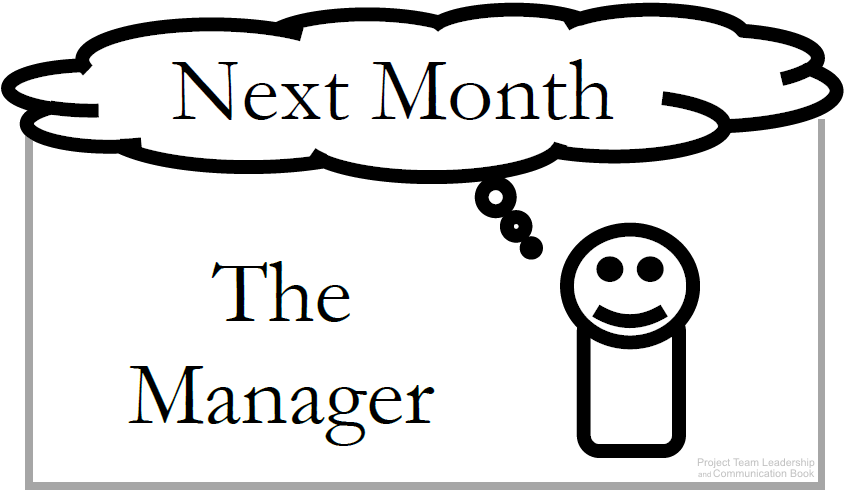 Next Month
The
Manager
Project Team Leadership
and Communication Book